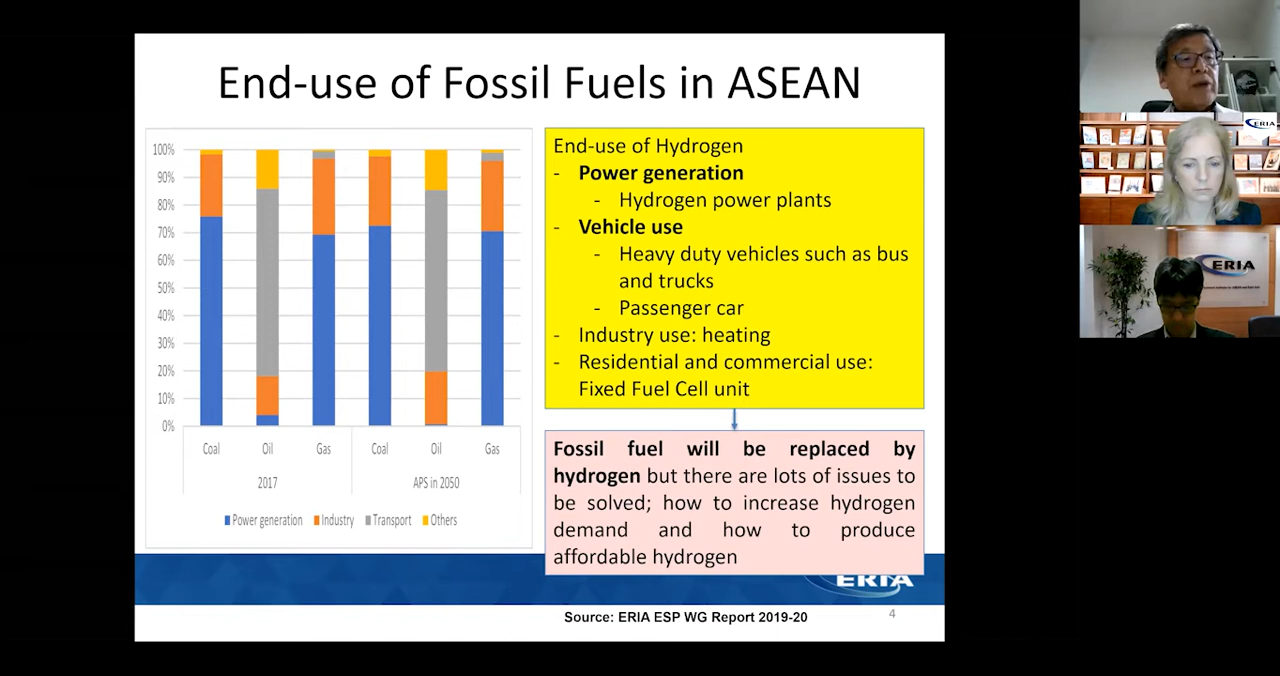 End-use of Fossil Fuels in ASEAN
100%
90%
80%
70%
60%
50%
40%
30%
20%
10%
0%
Coal Oil Gas Coal Oil Gas
2017 APS in 2050
Power generation Industry Transport Others
End-use of Hydrogen
- Power generation
- Hydrogen power plants
- Vehicle use
- Heavy duty vehicles such as bus
and trucks
- Passenger car
- Industry use: heating
- Residential and commercial use:
Fixed Fuel Cell unit
Fossil fuel will be replaced by
hydrogen but there are lots of issues to
be solved; how to increase hydrogen
demand and how to produce
affordable hydrogen
ERIA
Source: ERIA ESP WG Report 2019-20
4
ERIA
ERIA